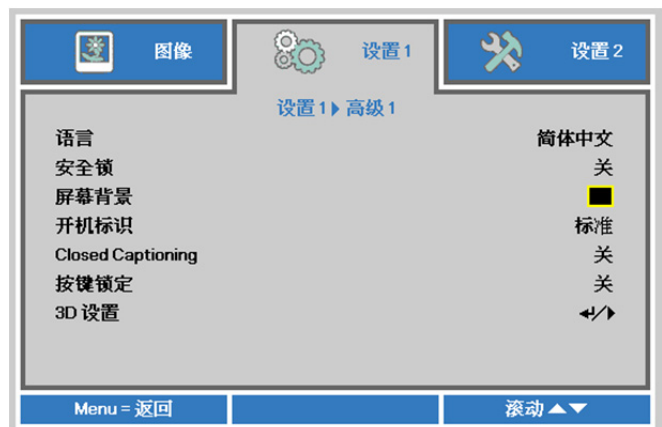 图像
设置 1
设置 2
设置 1▶高级 1
语言 简体中文
安全锁 关
屏幕背景
开机标识 标准
Closed Captioning 关
按键锁定 关
3D 设置 ↵/▶
Menu = 返回
滚动▲▼